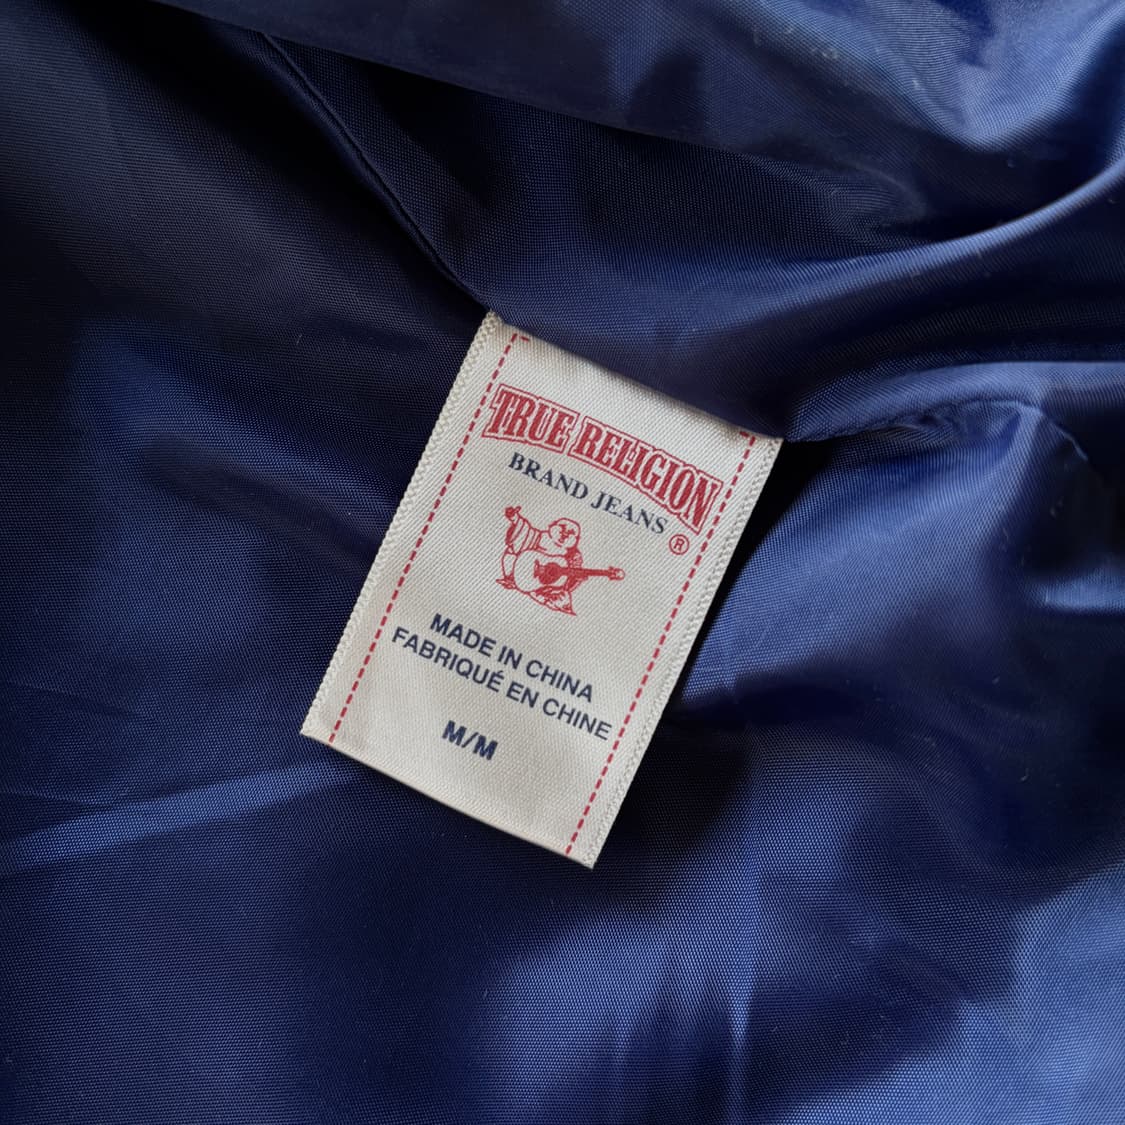 TRUE RELIGION
BRAND JEANS
®
MADE IN CHINA
FABRIQUÉ EN CHINE
M/M